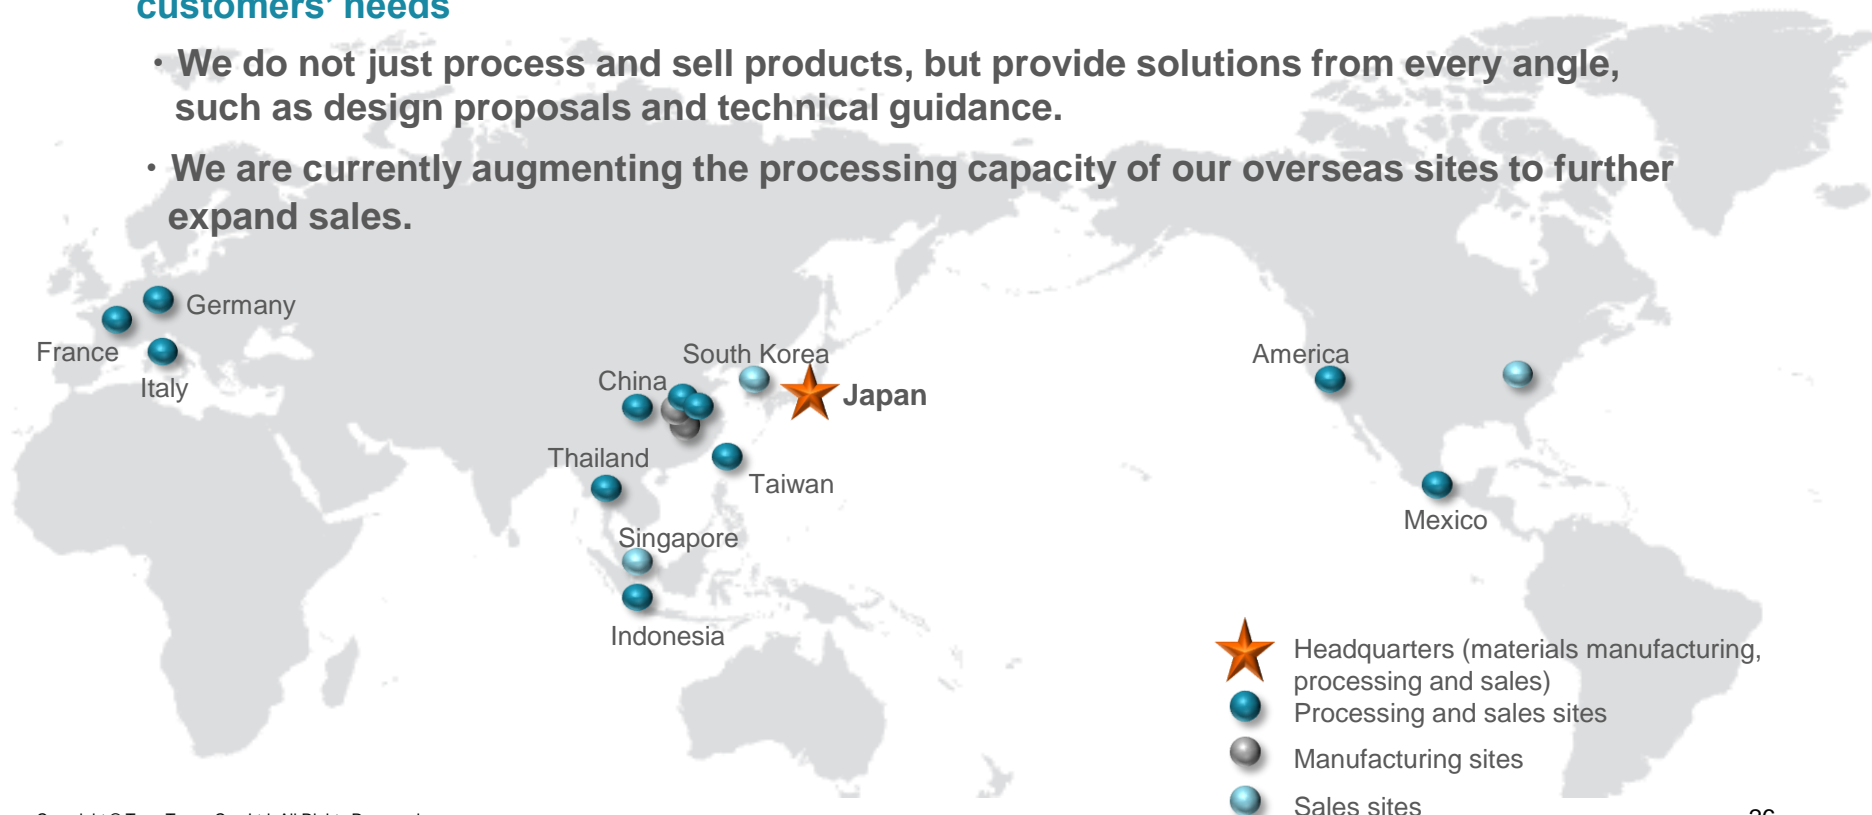 customers' needs
・We do not just process and sell products, but provide solutions from every angle,
such as design proposals and technical guidance.
・We are currently augmenting the processing capacity of our overseas sites to further
expand sales.
Germany
France
Italy
South Korea
China
Japan
America
Thailand
Taiwan
Mexico
Singapore
Indonesia
Headquarters (materials manufacturing,
processing and sales)
Processing and sales sites
Manufacturing sites
Sales sites
26